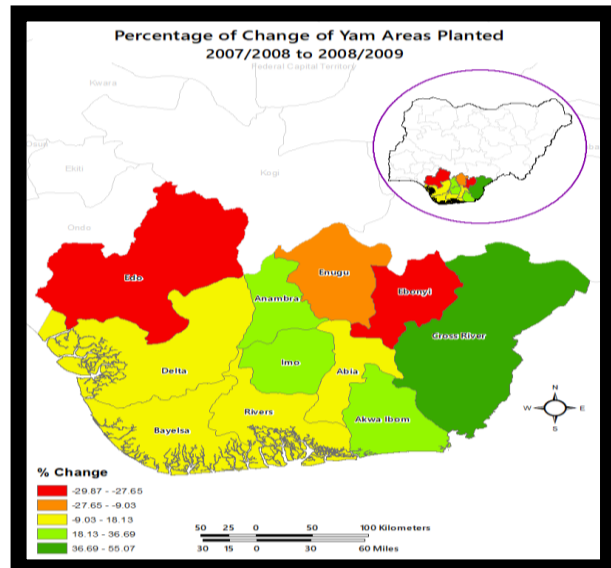 Percentage of Change of Yam Areas Planted
2007/2008 to 2008/2009
Federal Capital Territory
Kwara
Ekiti
Kogi
Ondo
Edo
Enugu
Ebonyi
Anambra
Cross River
Imo
Delta
Abia
Rivers
Bayelsa
Akwa Ibom
N
W E
S
% Change
-29.87 - -27.65
-27.65 - -9.03
-9.03 - 18.13
18.13 - 36.69
36.69 - 55.07
50 25 0 50 100 Kilometers
30 15 0 30 60 Miles